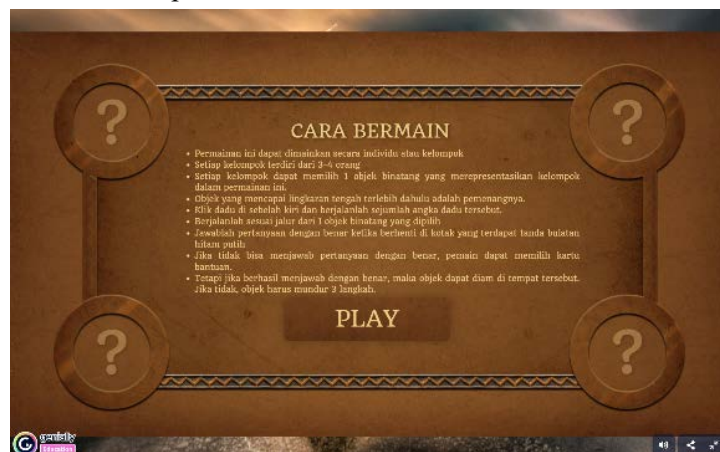 ?
?
CARA BERMAIN
• Permainan ini dapat dimainkan secara individu atau kelompok
• Setiap kelompok terdiri dari 3-4 orang
• Setiap kelompok dapat memilih 1 objek binatang yang merepresentasikan kelompok
dalam permainan ini.
• Objek yang mencapai lingkaran tengah terlebih dahulu adalah pemenangnya.
• Klik dadu di sebelah kiri dan berjalanlah sejumlah angka dadu tersebut.
• Berjalanlah sesuai jalur dari 1 objek binatang yang dipilih
• Jawablah pertanyaan dengan benar ketika berhenti di kotak yang terdapat tanda bulatan
hitam putih
• Jika tidak bisa menjawab pertanyaan dengan benar, pemain dapat memilih kartu
bantuan.
• Tetapi jika berhasil menjawab dengan benar, maka objek dapat diam di tempat tersebut.
Jika tidak, objek harus mundur 3 langkah.
PLAY
?
?
genially
Education